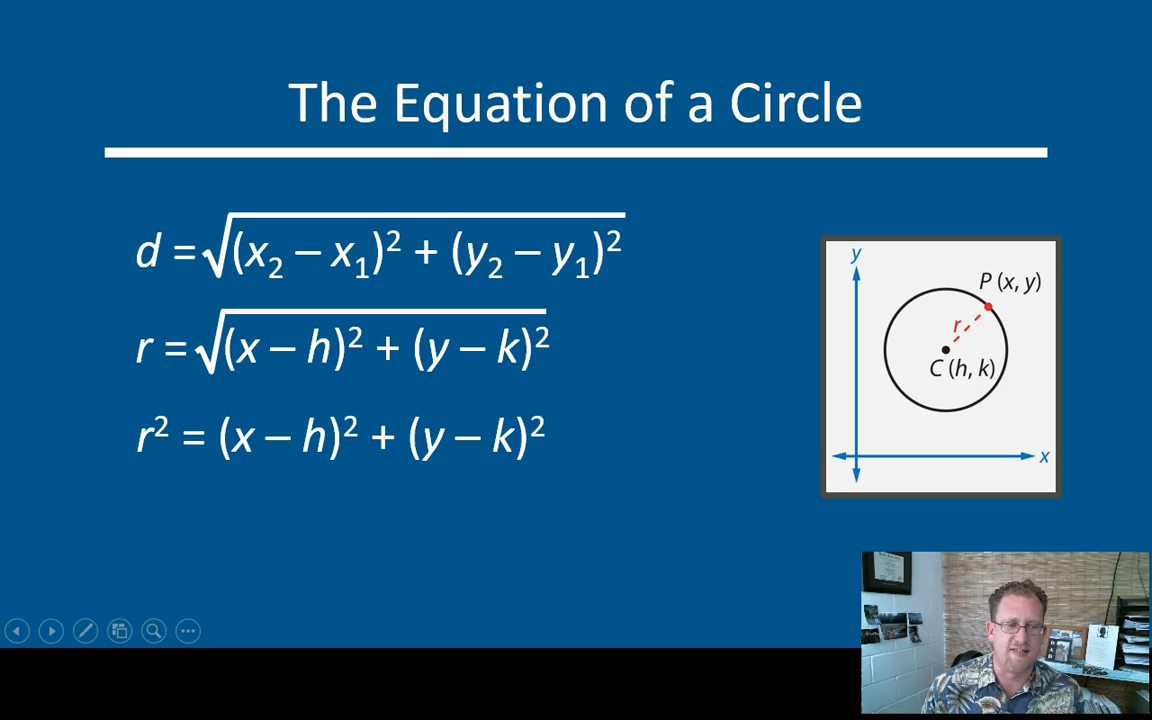 The Equation of a Circle
d = √(x₂ − x₁)² + (y₂ − y₁)²
r = √(x − h)² + (y − k)²
r² = (x − h)² + (y − k)²
y
P (x, y)
r
C (h, k)
x